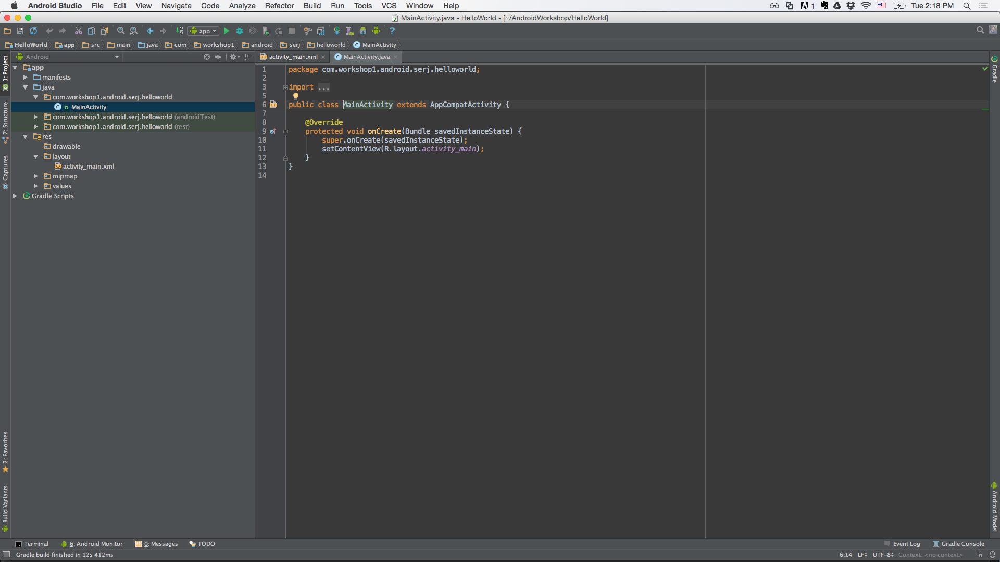 Android Studio File Edit View Navigate Code Analyze Refactor Build Run Tools VCS Window Help 1 Tue 2:18 PM
MainActivity.java - HelloWorld - [~/AndroidWorkshop/HelloWorld]
app
HelloWorld app src main java com workshop1 android serj helloworld MainActivity
Android
activity_main.xml MainActivity.java
1: Project
Z: Structure
Captures
2: Favorites
Build Variants
app
manifests
java
com.workshop1.android.serj.helloworld
MainActivity
com.workshop1.android.serj.helloworld (androidTest)
com.workshop1.android.serj.helloworld (test)
res
drawable
layout
activity_main.xml
mipmap
values
Gradle Scripts
1 package com.workshop1.android.serj.helloworld;
2
3 import ...
5
6 public class MainActivity extends AppCompatActivity {
7
8 @Override
9 protected void onCreate(Bundle savedInstanceState) {
10 super.onCreate(savedInstanceState);
11 setContentView(R.layout.activity_main);
12 }
13 }
14
Gradle
Android Model
Terminal 6: Android Monitor 0: Messages TODO Event Log Gradle Console
Gradle build finished in 12s 412ms 6:14 LF UTF-8 Context: <no context>